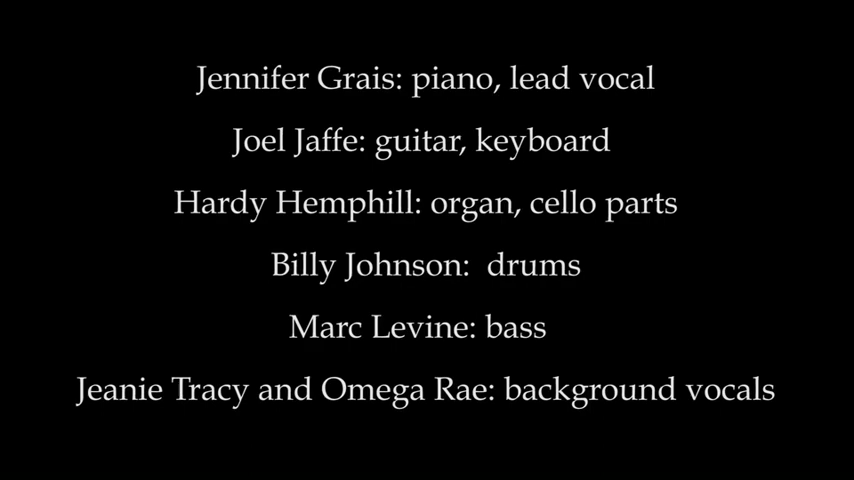 Jennifer Grais: piano, lead vocal
Joel Jaffe: guitar, keyboard
Hardy Hemphill: organ, cello parts
Billy Johnson:  drums
Marc Levine: bass
Jeanie Tracy and Omega Rae: background vocals